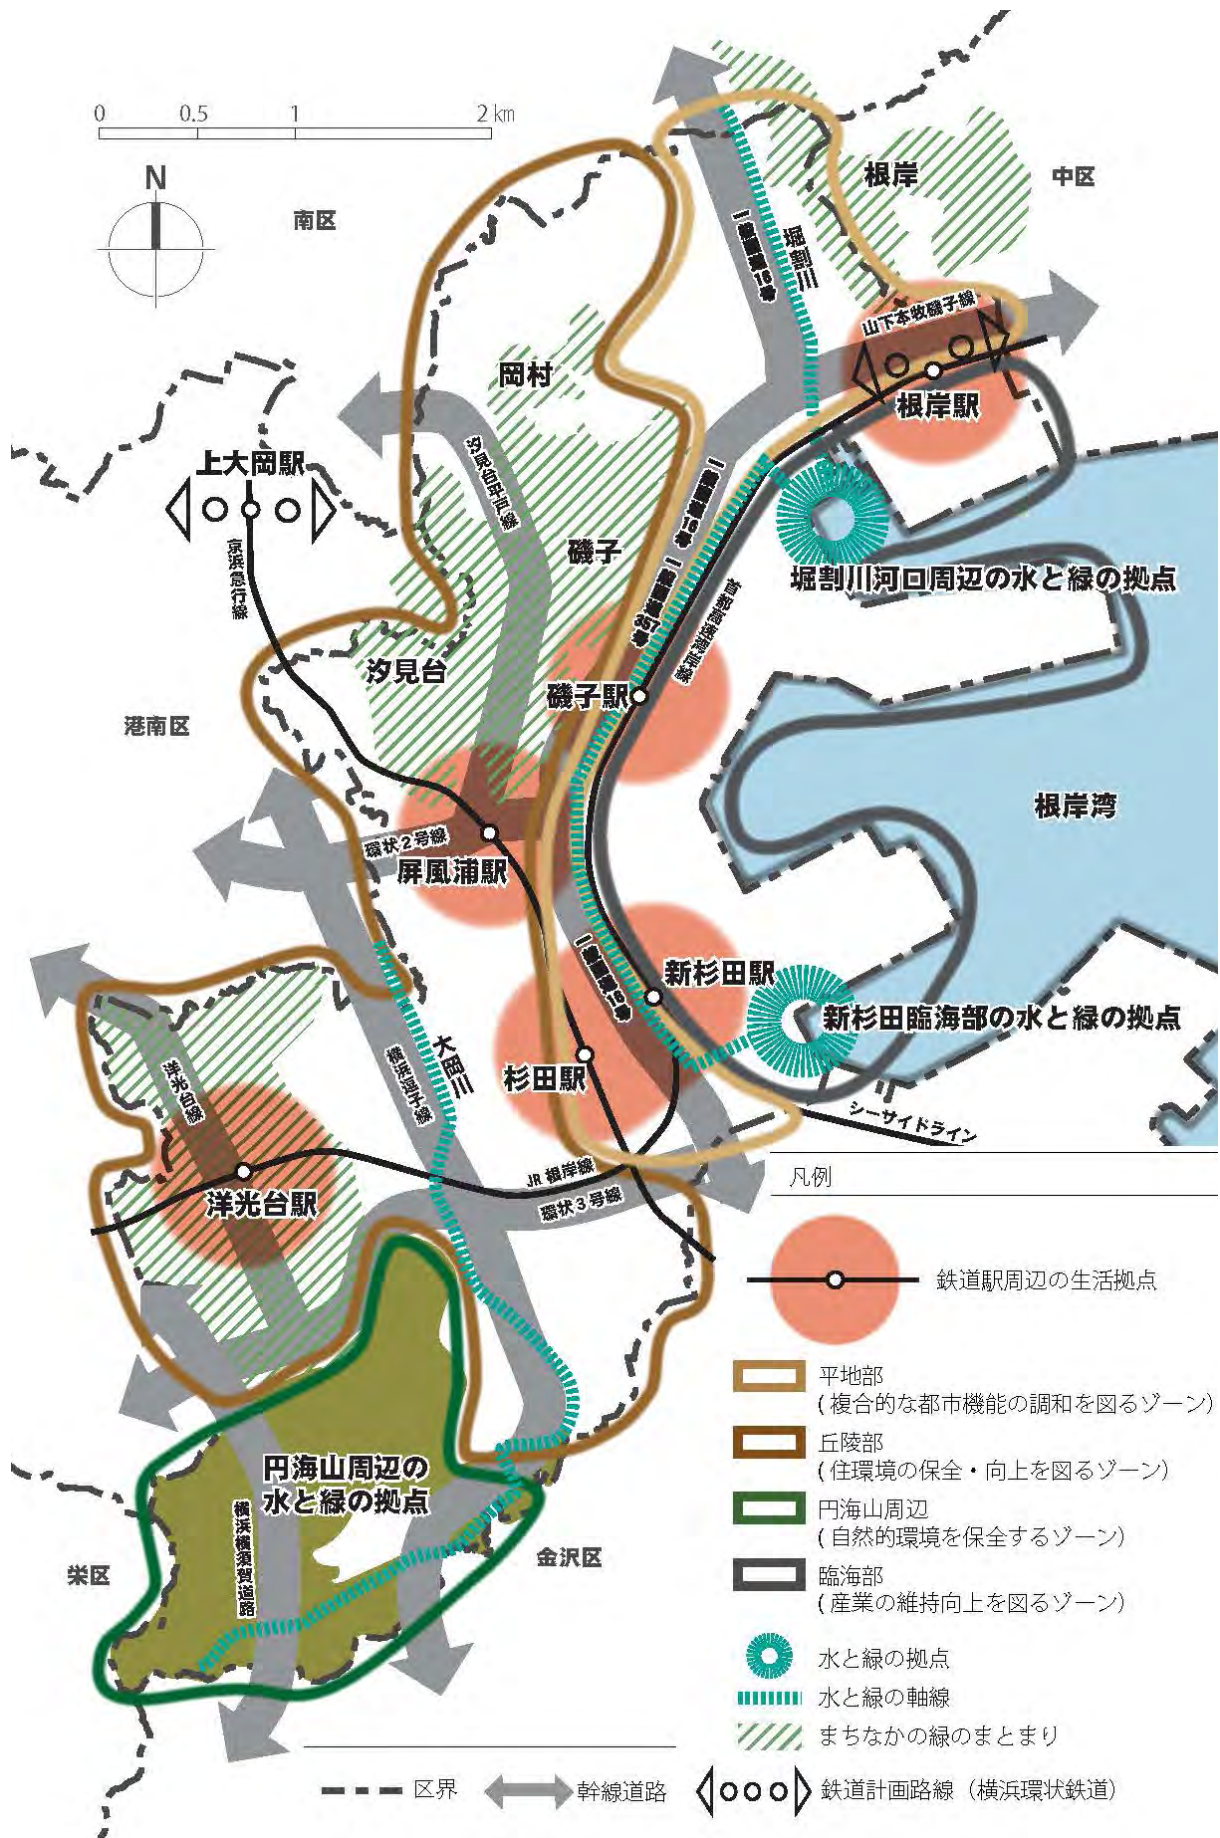 0 0.5 1 2 km
N
南区
中区
根岸
堀割川
一般国道16号
山下本牧磯子線
根岸駅
岡村
上大岡駅
汐見台平戸線
京浜急行線
磯子
一般国道16号
一般国道357号
首都高速湾岸線
堀割川河口周辺の水と緑の拠点
汐見台
磯子駅
港南区
根岸湾
環状2号線
屏風浦駅
一般国道16号
新杉田駅
新杉田臨海部の水と緑の拠点
杉田駅
大岡川
横浜逗子線
洋光台線
シーサイドライン
JR 根岸線
環状3号線
洋光台駅
円海山周辺の
水と緑の拠点
横浜横須賀道路
栄区
金沢区
凡例
鉄道駅周辺の生活拠点
平地部
(複合的な都市機能の調和を図るゾーン)
丘陵部
(住環境の保全・向上を図るゾーン)
円海山周辺
(自然的環境を保全するゾーン)
臨海部
(産業の維持向上を図るゾーン)
水と緑の拠点
水と緑の軸線
まちなかの緑のまとまり
区界
幹線道路
鉄道計画路線（横浜環状鉄道）